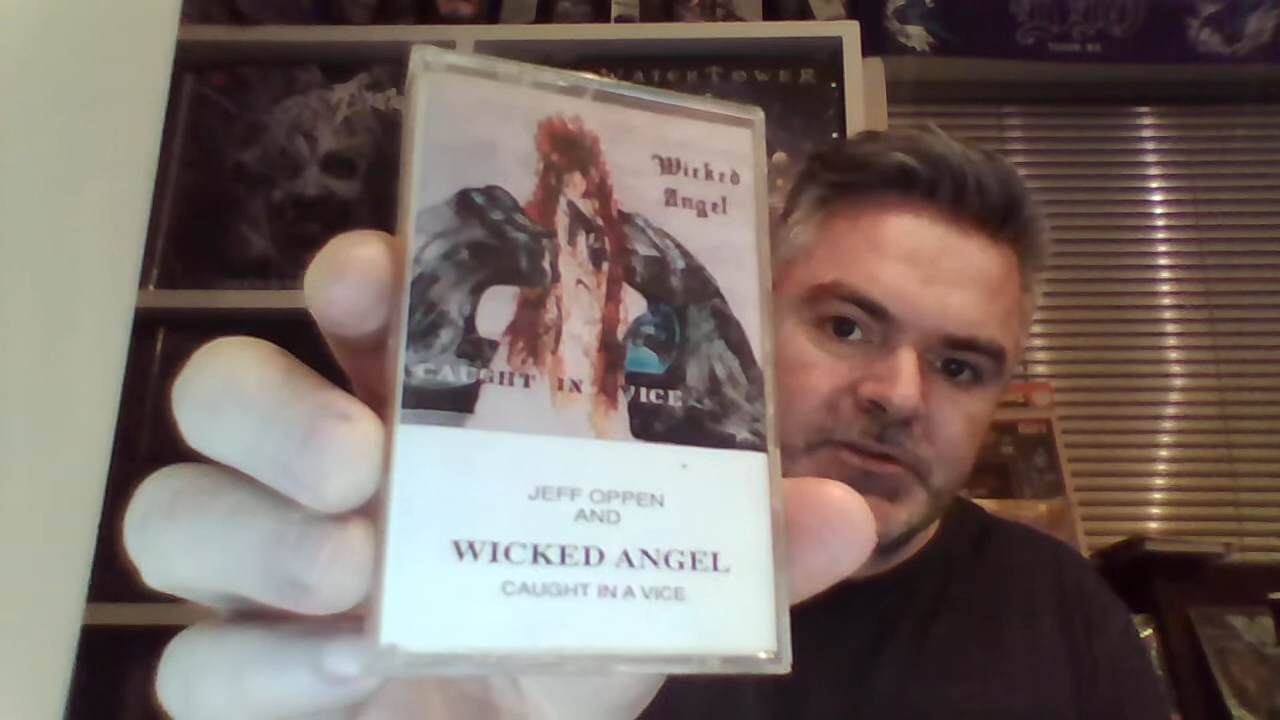 WATCHTOWER
Wicked
Angel
CAUGHT IN A VICE
JEFF OPPEN
AND
WICKED ANGEL
CAUGHT IN A VICE